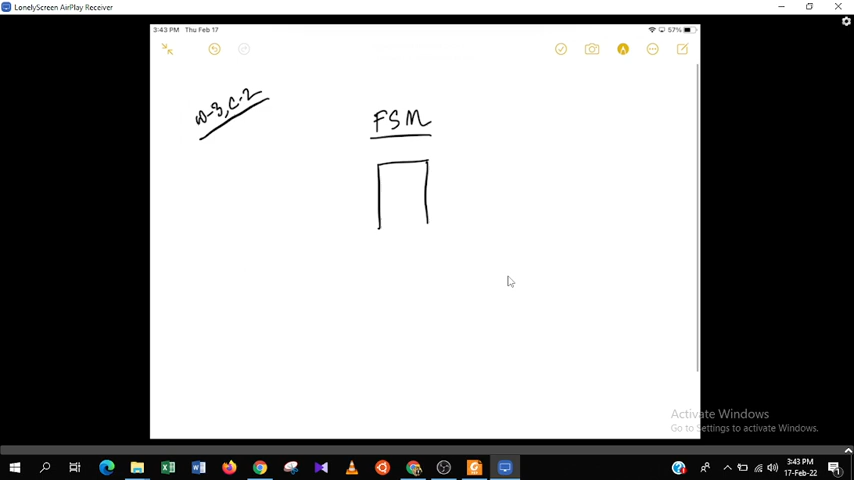 LonelyScreen AirPlay Receiver
3:43 PM Thu Feb 17
57%
W-3, C-2
FSM
Activate Windows
Go to Settings to activate Windows.
3:43 PM
17-Feb-22